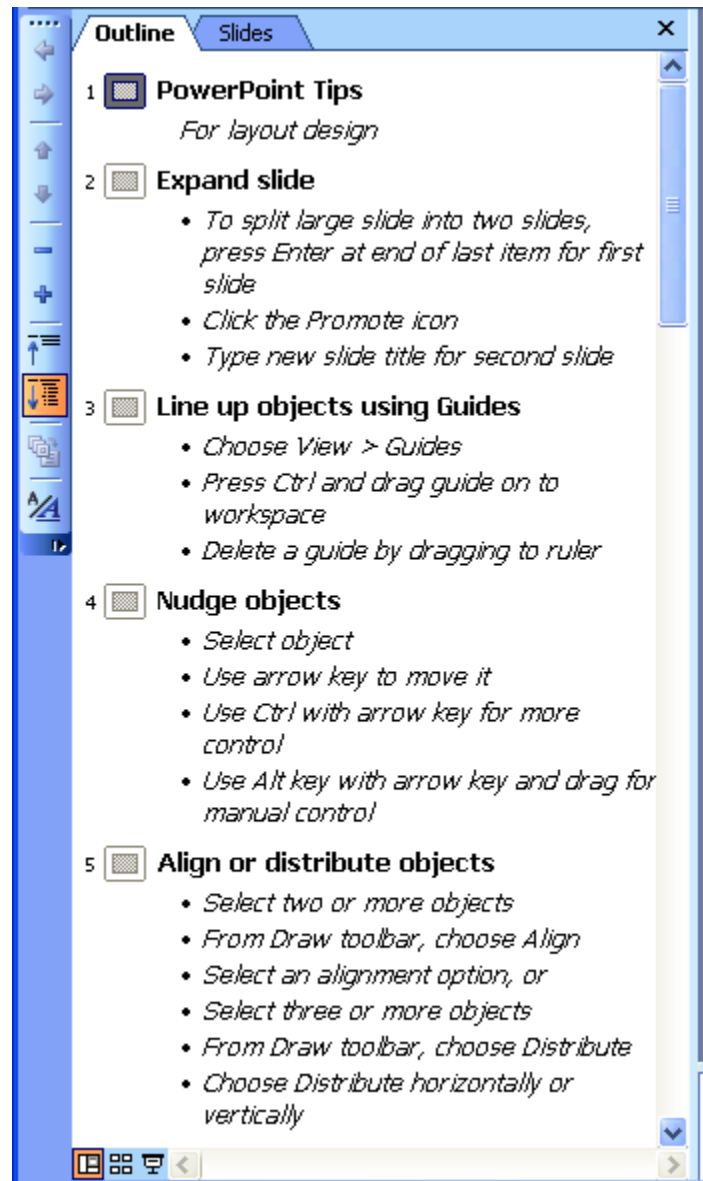 Outline Slides
1 PowerPoint Tips
For layout design
2 Expand slide
• To split large slide into two slides,
press Enter at end of last item for first
slide
• Click the Promote icon
• Type new slide title for second slide
3 Line up objects using Guides
• Choose View > Guides
• Press Ctrl and drag guide on to
workspace
• Delete a guide by dragging to ruler
4 Nudge objects
• Select object
• Use arrow key to move it
• Use Ctrl with arrow key for more
control
• Use Alt key with arrow key and drag for
manual control
5 Align or distribute objects
• Select two or more objects
• From Draw toolbar, choose Align
• Select an alignment option, or
• Select three or more objects
• From Draw toolbar, choose Distribute
• Choose Distribute horizontally or
vertically